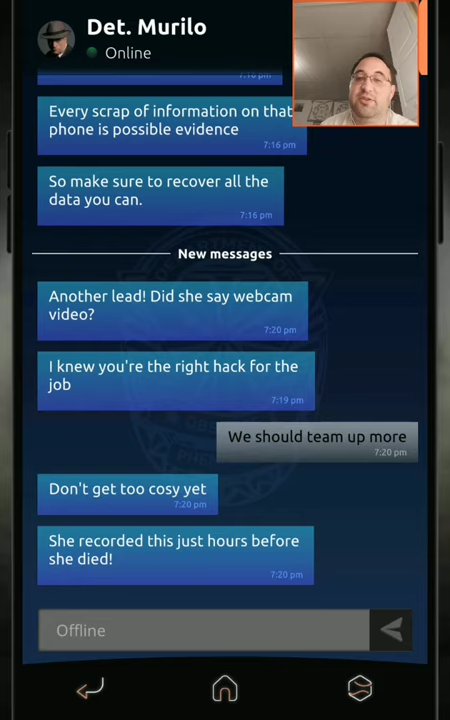 Det. Murilo
Online
7:16 pm
Every scrap of information on that
phone is possible evidence
7:16 pm
So make sure to recover all the
data you can.
7:16 pm
New messages
Another lead! Did she say webcam
video?
7:20 pm
I knew you're the right hack for the
job
7:19 pm
We should team up more
7:20 pm
Don't get too cosy yet
7:20 pm
She recorded this just hours before
she died!
7:20 pm
Offline